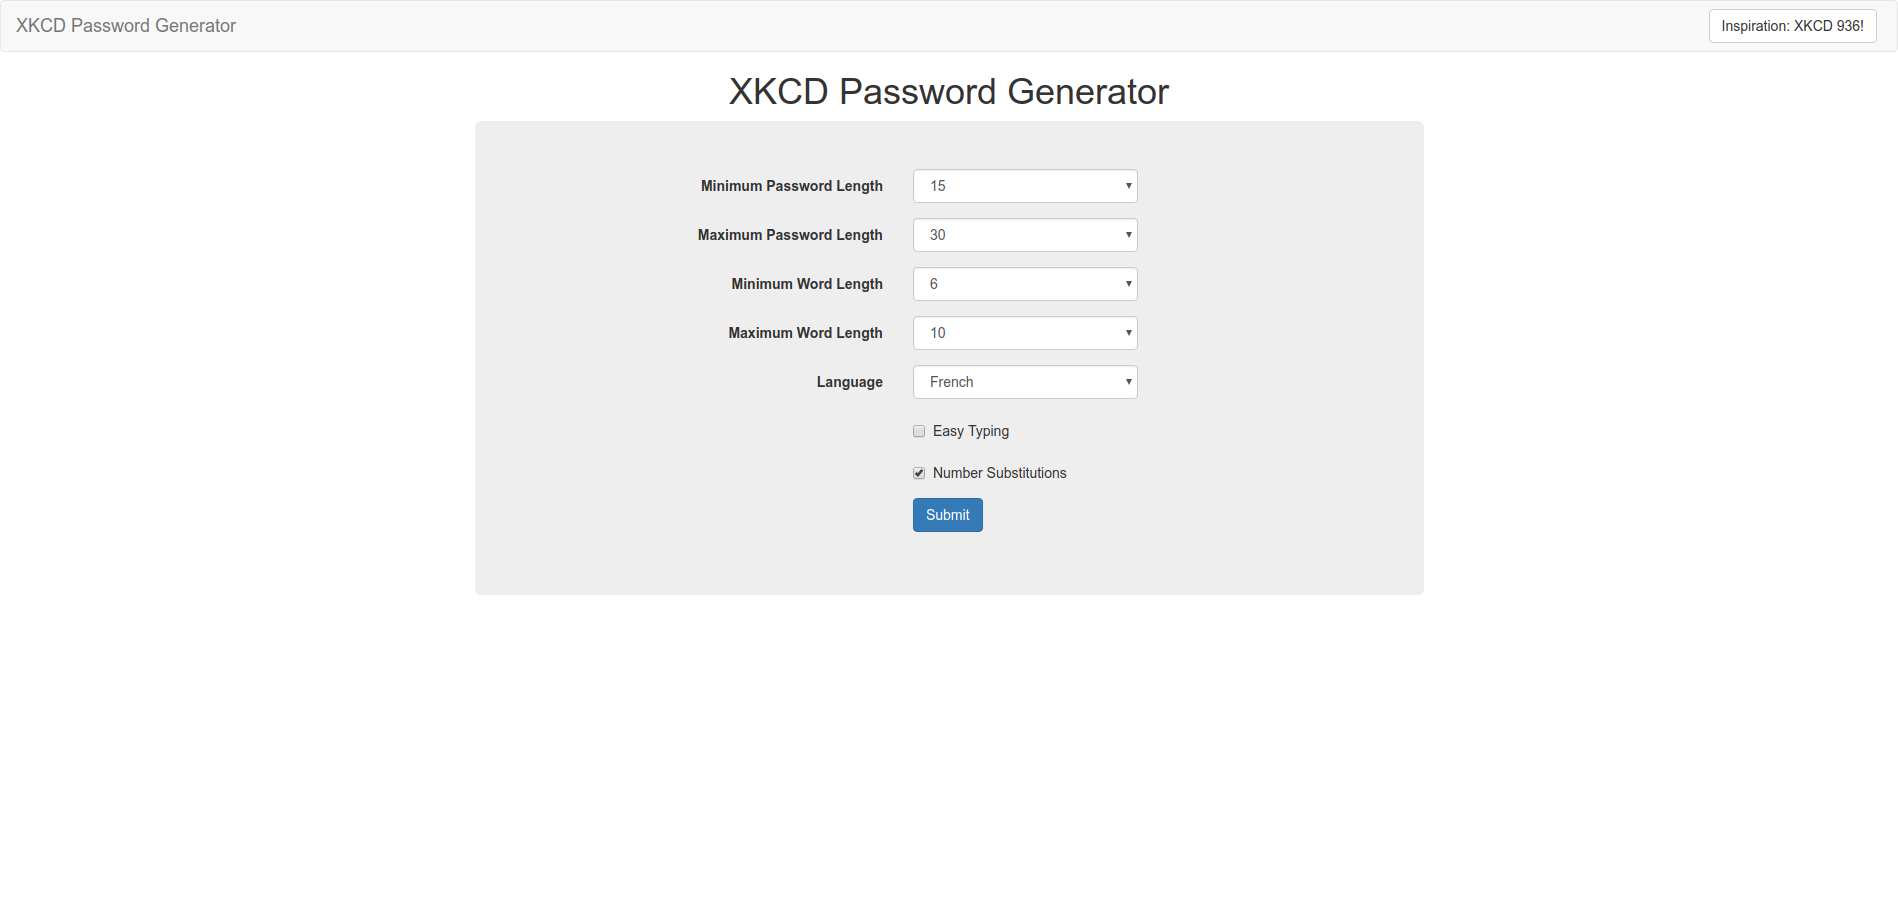 XKCD Password Generator
Inspiration: XKCD 936!
XKCD Password Generator
Minimum Password Length 15
Maximum Password Length 30
Minimum Word Length 6
Maximum Word Length 10
Language French
Easy Typing
Number Substitutions
Submit